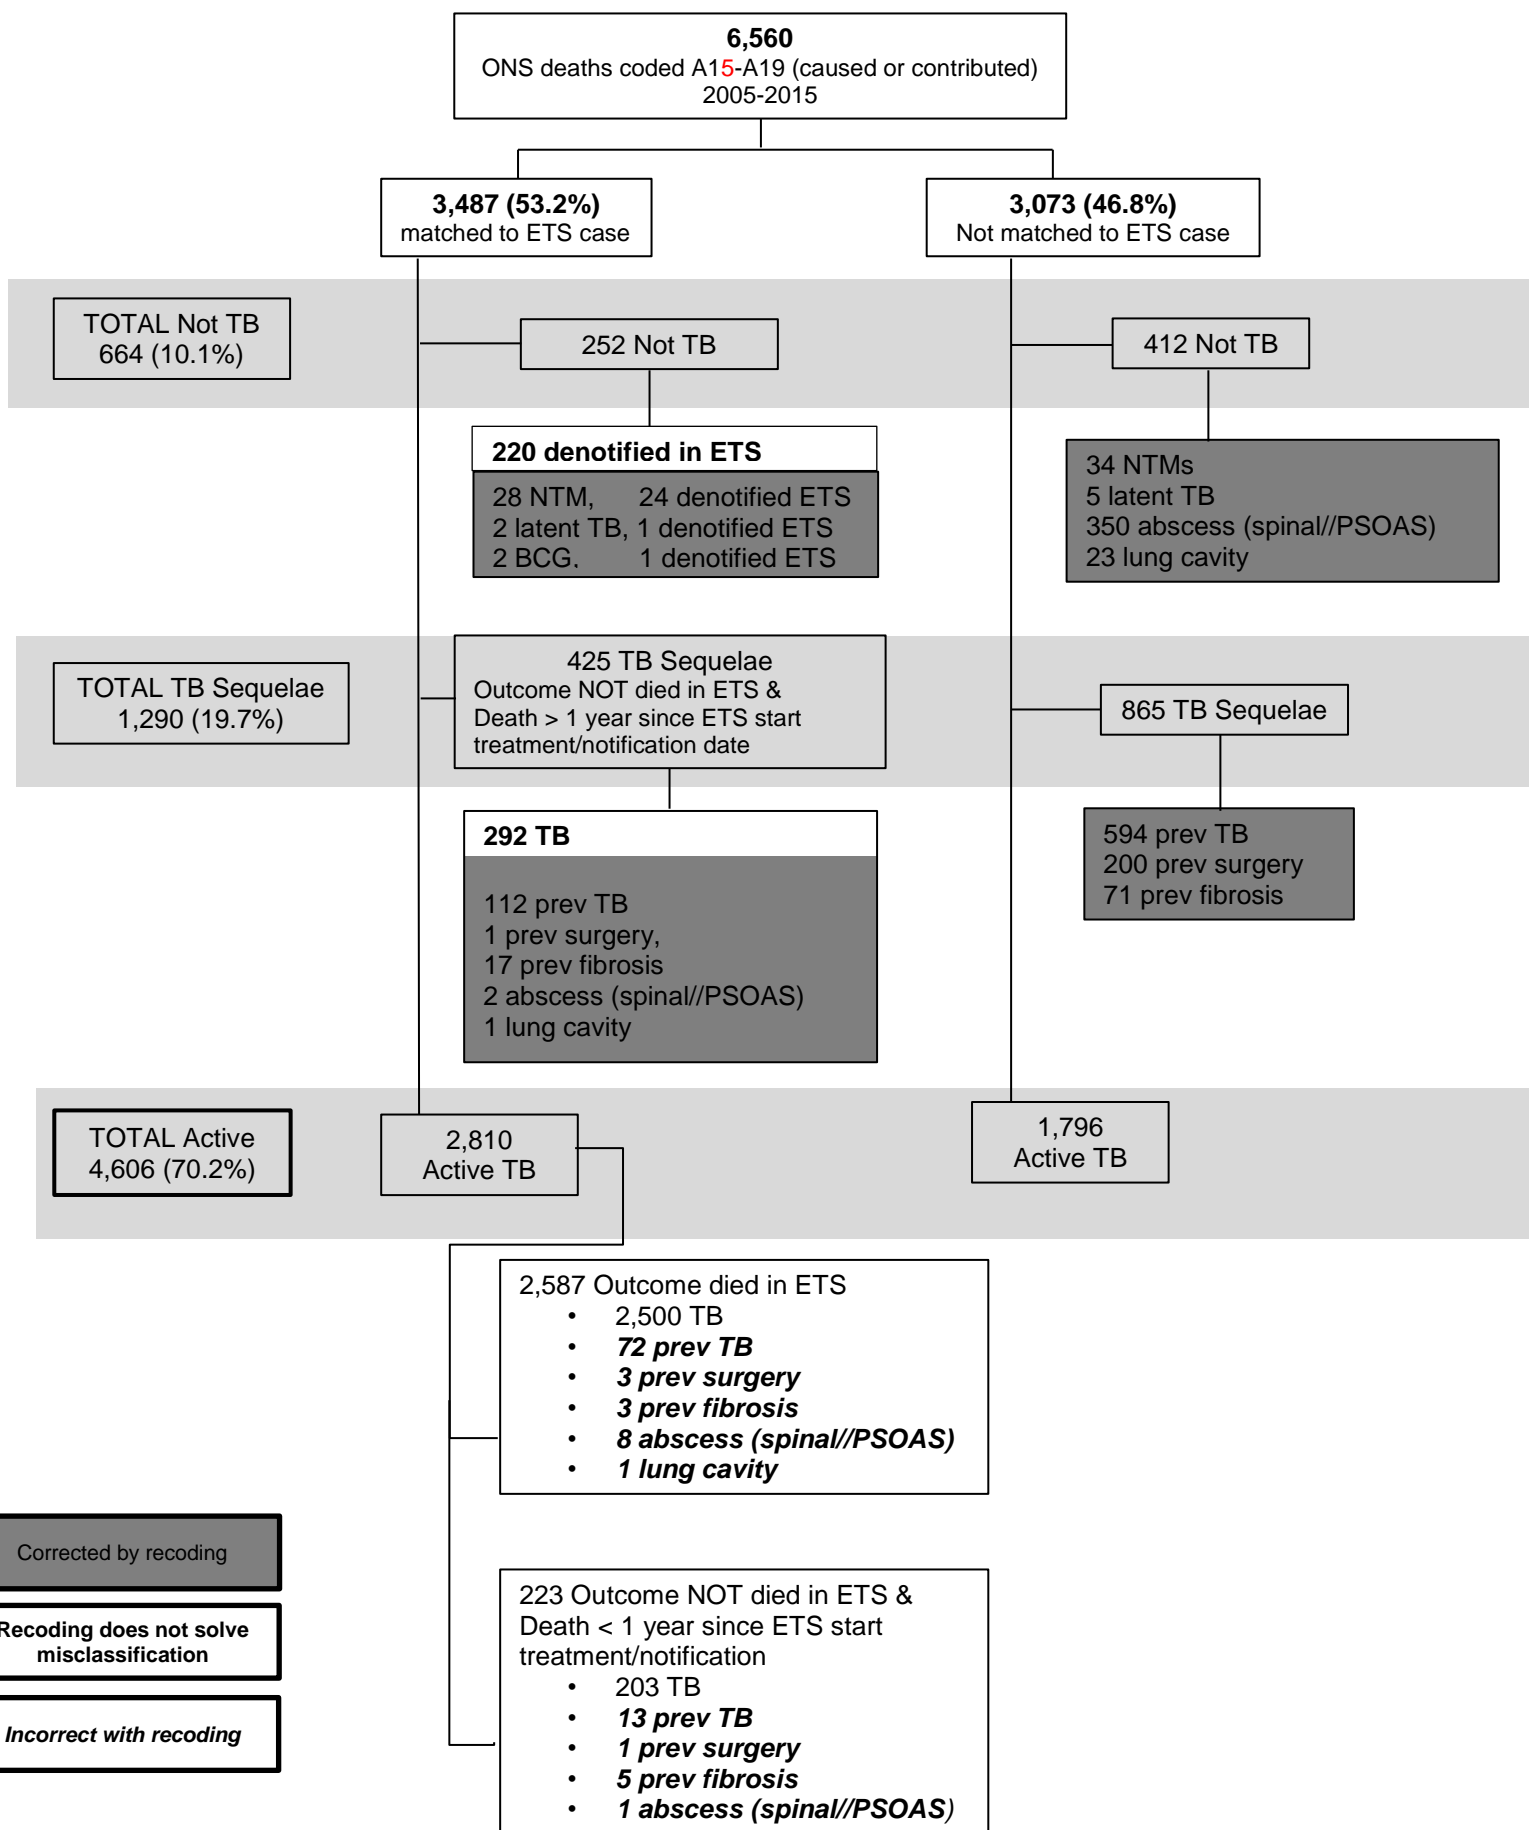 6,560
ONS deaths coded A15-A19 (caused or contributed)
2005-2015
3,487 (53.2%)
matched to ETS case
3,073 (46.8%)
Not matched to ETS case
TOTAL Not TB
664 (10.1%)
252 Not TB
412 Not TB
220 denotified in ETS
28 NTM, 24 denotified ETS
2 latent TB, 1 denotified ETS
2 BCG. 1 denotified ETS
34 NTMs
5 latent TB
350 abscess (spinal//PSOAS)
23 lung cavity
TOTAL TB Sequelae
1,290 (19.7%)
425 TB Sequelae
Outcome NOT died in ETS &
Death > 1 year since ETS start
treatment/notification date
865 TB Sequelae
292 TB
112 prev TB
1 prev surgery,
17 prev fibrosis
2 abscess (spinal//PSOAS)
1 lung cavity
594 prev TB
200 prev surgery
71 prev fibrosis
TOTAL Active
4,606 (70.2%)
2,810
Active TB
1,796
Active TB
2,587 Outcome died in ETS
• 2,500 TB
• 72 prev TB
• 3 prev surgery
• 3 prev fibrosis
• 8 abscess (spinal//PSOAS)
• 1 lung cavity
Corrected by recoding
Recoding does not solve
misclassification
Incorrect with recoding
223 Outcome NOT died in ETS &
Death < 1 year since ETS start
treatment/notification
• 203 TB
• 13 prev TB
• 1 prev surgery
• 5 prev fibrosis
• 1 abscess (spinal//PSOAS)